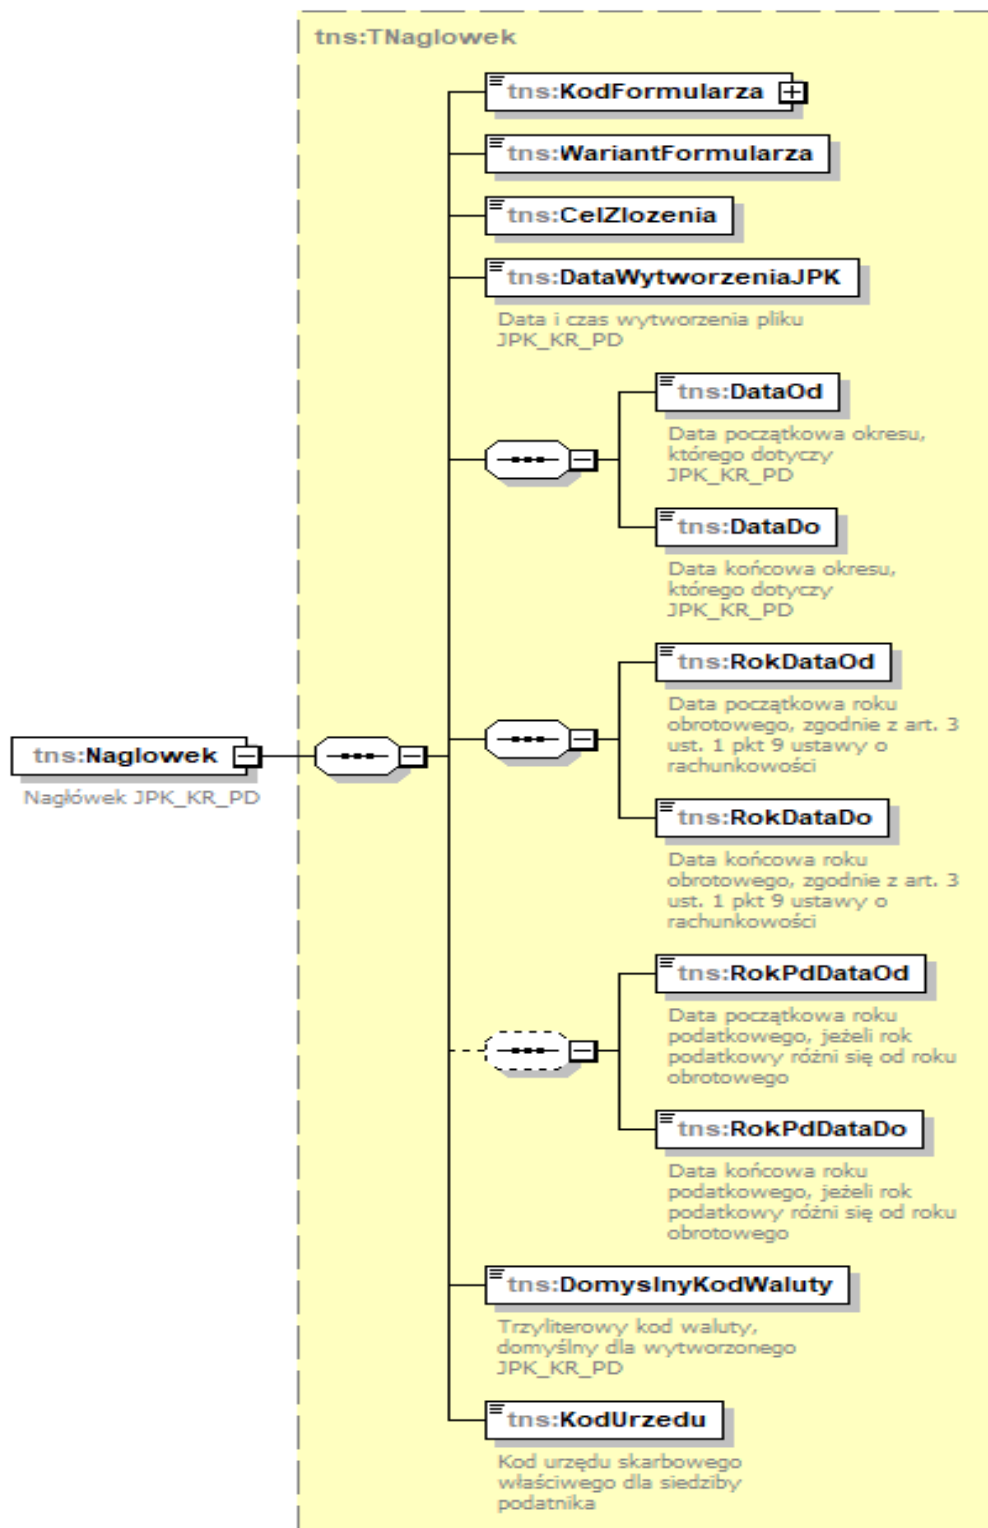 tns:TNaglowek
tns:KodFormularza
tns:WariantFormularza
tns:CelZlozenia
tns:DataWytworzeniaJPK
Data i czas wytworzenia pliku
JPK_KR_PD
tns:DataOd
Data początkowa okresu,
którego dotyczy
JPK_KR_PD
tns:DataDo
Data końcowa okresu,
którego dotyczy
JPK_KR_PD
tns:RokDataOd
Data początkowa roku
obrotowego, zgodnie z art. 3
ust. 1 pkt 9 ustawy o
rachunkowości
tns:Naglowek
Nagłówek JPK_KR_PD
tns:RokDataDo
Data końcowa roku
obrotowego, zgodnie z art. 3
ust. 1 pkt 9 ustawy o
rachunkowości
tns:RokPdDataOd
Data początkowa roku
podatkowego, jeżeli rok
podatkowy różni się od roku
obrotowego
tns:RokPdDataDo
Data końcowa roku
podatkowego, jeżeli rok
podatkowy różni się od roku
obrotowego
tns:DomyslnyKodWaluty
Trzyliterowy kod waluty,
domyślny dla wytworzonego
JPK_KR_PD
tns:KodUrzedu
Kod urzędu skarbowego
właściwego dla siedziby
podatnika